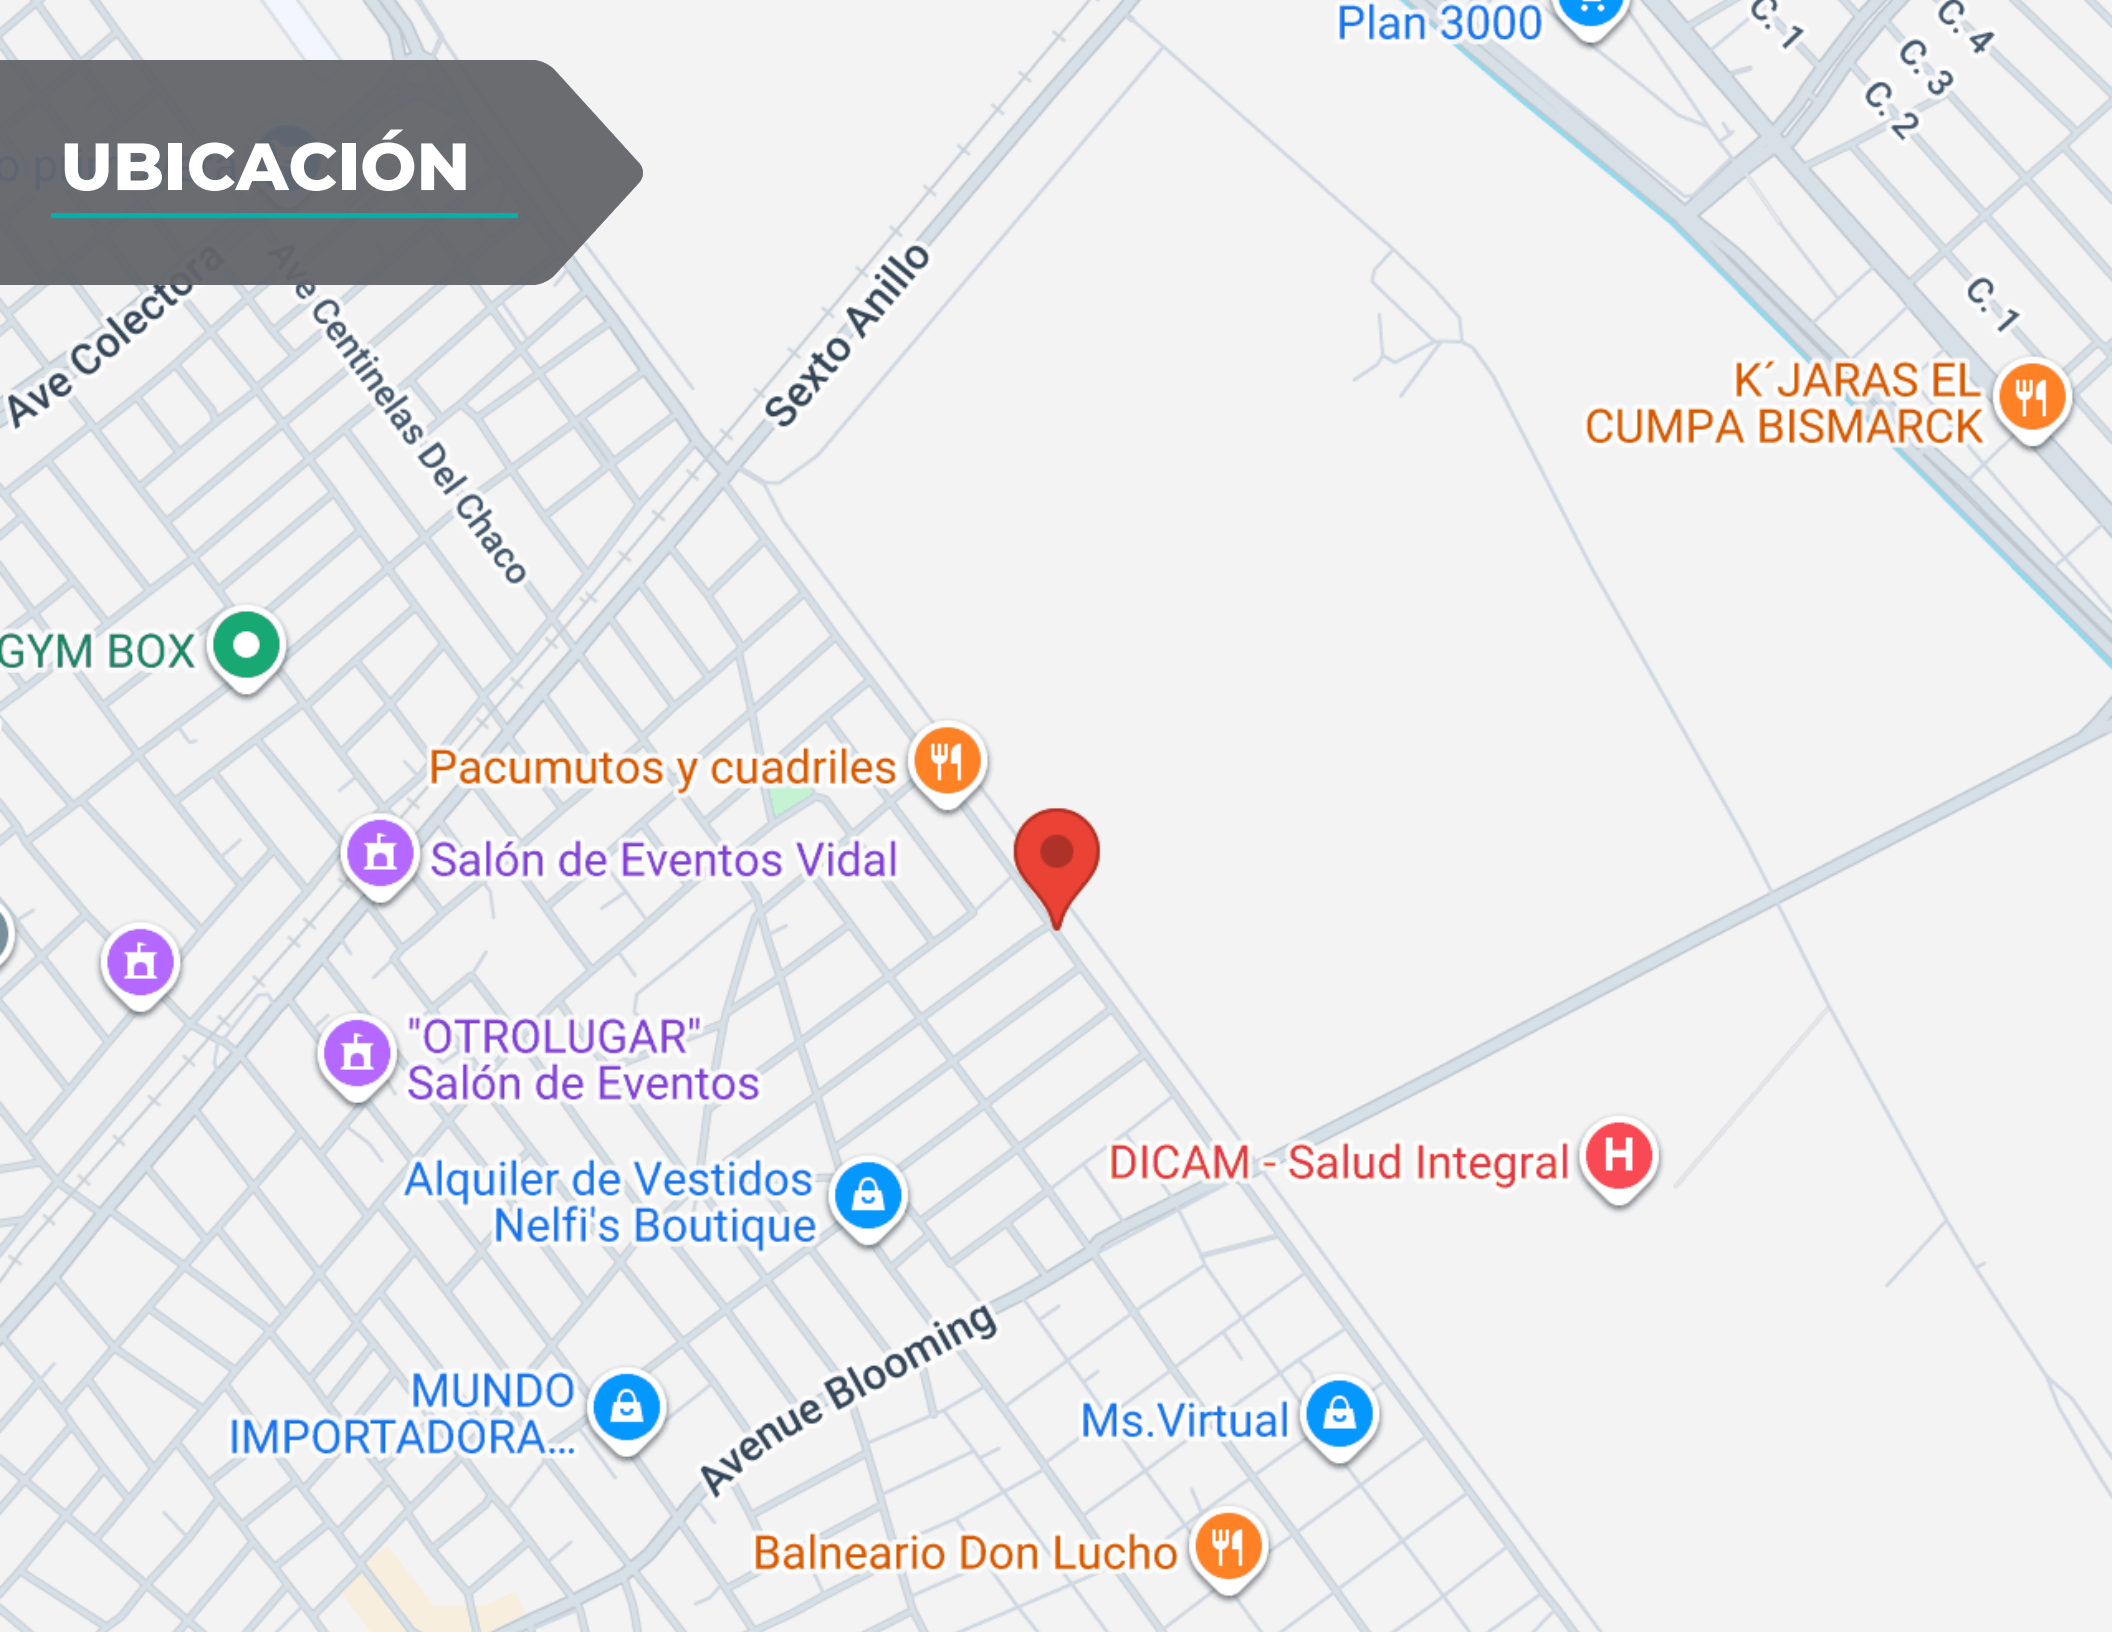 Plan 3000
C. 1
C. 4
C. 3
C. 2
UBICACIÓN
Ave Colectora
Ave Centinelas Del Chaco
Sexto Anillo
C. 1
K´JARAS EL
CUMPA BISMARCK
GYM BOX
Pacumutos y cuadriles
Salón de Eventos Vidal
"OTROLUGAR"
Salón de Eventos
DICAM - Salud Integral
Alquiler de Vestidos
Nelfi's Boutique
Avenue Blooming
MUNDO
IMPORTADORA...
Ms.Virtual
Balneario Don Lucho